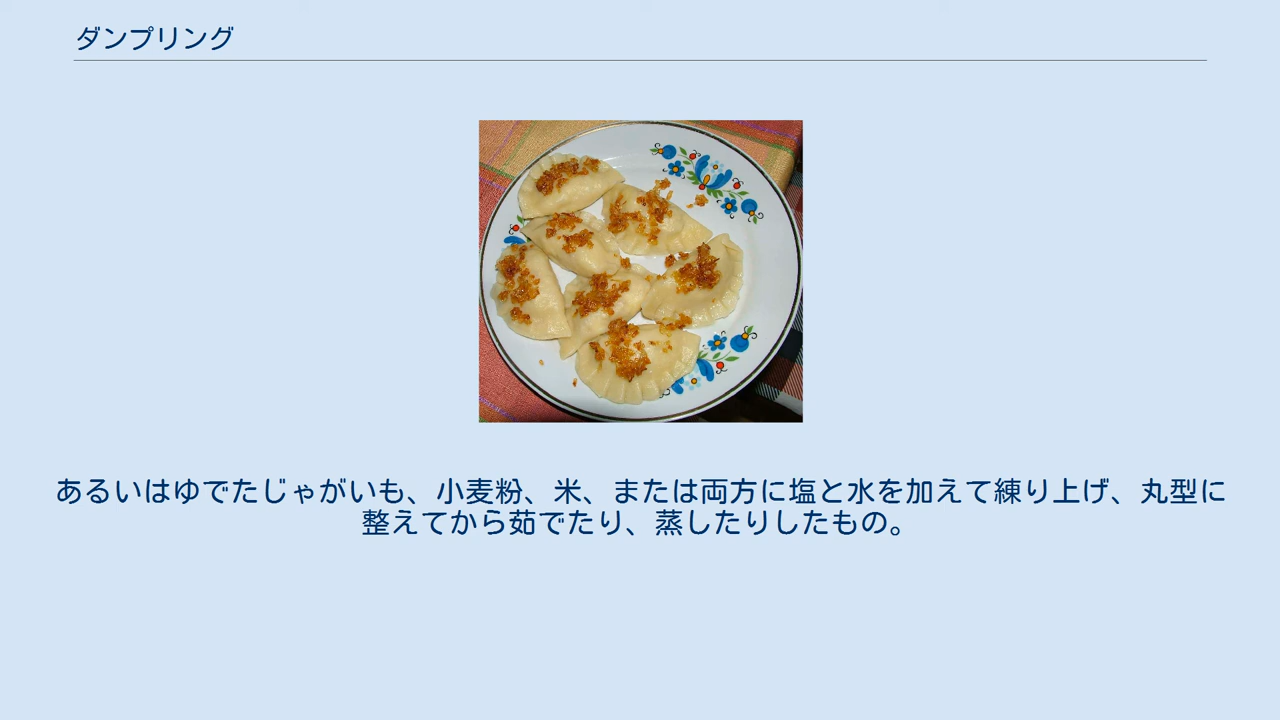 ダンプリング
あるいはゆでたじゃがいも、小麦粉、米、または両方に塩と水を加えて練り上げ、丸型に
整えてから茹でたり、蒸したりしたもの。